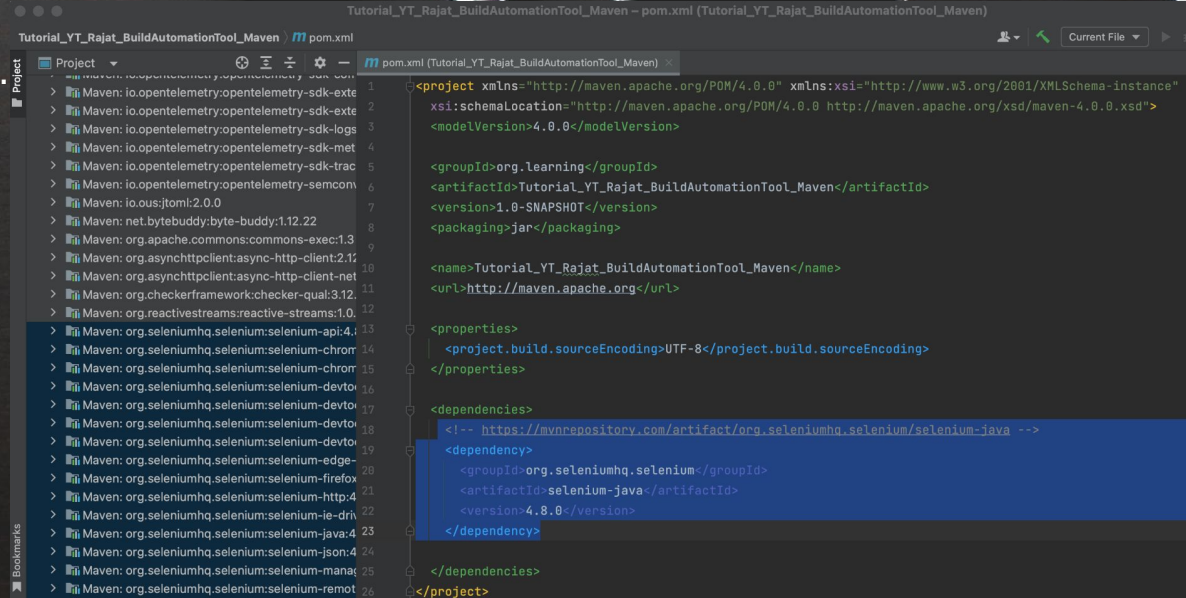 Tutorial_YT_Rajat_BuildAutomationTool_Maven – pom.xml (Tutorial_YT_Rajat_BuildAutomationTool_Maven)
Tutorial_YT_Rajat_BuildAutomationTool_Maven
m pom.xml
Current File
Project
Project
Bookmarks
Maven: io.opentelemetry:opentelemetry-sdk-exte
Maven: io.opentelemetry:opentelemetry-sdk-exte
Maven: io.opentelemetry:opentelemetry-sdk-logs
Maven: io.opentelemetry:opentelemetry-sdk-met
Maven: io.opentelemetry:opentelemetry-sdk-trac
Maven: io.opentelemetry:opentelemetry-semconv
Maven: io.ous:jtoml:2.0.0
Maven: net.bytebuddy:byte-buddy:1.12.22
Maven: org.apache.commons:commons-exec:1.3
Maven: org.asynchttpclient:async-http-client:2.12
Maven: org.asynchttpclient:async-http-client-net
Maven: org.checkerframework:checker-qual:3.12.
Maven: org.reactivestreams:reactive-streams:1.0.
Maven: org.seleniumhq.selenium:selenium-api:4.8
Maven: org.seleniumhq.selenium:selenium-chrom
Maven: org.seleniumhq.selenium:selenium-chrom
Maven: org.seleniumhq.selenium:selenium-devto
Maven: org.seleniumhq.selenium:selenium-devto
Maven: org.seleniumhq.selenium:selenium-devto
Maven: org.seleniumhq.selenium:selenium-devto
Maven: org.seleniumhq.selenium:selenium-edge-
Maven: org.seleniumhq.selenium:selenium-firefox
Maven: org.seleniumhq.selenium:selenium-http:4
Maven: org.seleniumhq.selenium:selenium-ie-driv
Maven: org.seleniumhq.selenium:selenium-java:4
Maven: org.seleniumhq.selenium:selenium-json:4
Maven: org.seleniumhq.selenium:selenium-manag
Maven: org.seleniumhq.selenium:selenium-remot
m pom.xml (Tutorial_YT_Rajat_BuildAutomationTool_Maven)
1 <project xmlns="http://maven.apache.org/POM/4.0.0" xmlns:xsi="http://www.w3.org/2001/XMLSchema-instance"
2 xsi:schemaLocation="http://maven.apache.org/POM/4.0.0 http://maven.apache.org/xsd/maven-4.0.0.xsd">
3 <modelVersion>4.0.0</modelVersion>
4
5 <groupId>org.learning</groupId>
6 <artifactId>Tutorial_YT_Rajat_BuildAutomationTool_Maven</artifactId>
7 <version>1.0-SNAPSHOT</version>
8 <packaging>jar</packaging>
9
10 <name>Tutorial_YT_Rajat_BuildAutomationTool_Maven</name>
11 <url>http://maven.apache.org</url>
12
13 <properties>
14 <project.build.sourceEncoding>UTF-8</project.build.sourceEncoding>
15 </properties>
16
17 <dependencies>
18 <!-- https://mvnrepository.com/artifact/org.seleniumhq.selenium/selenium-java -->
19 <dependency>
20 <groupId>org.seleniumhq.selenium</groupId>
21 <artifactId>selenium-java</artifactId>
22 <version>4.8.0</version>
23 </dependency>
24
25 </dependencies>
26 </project>